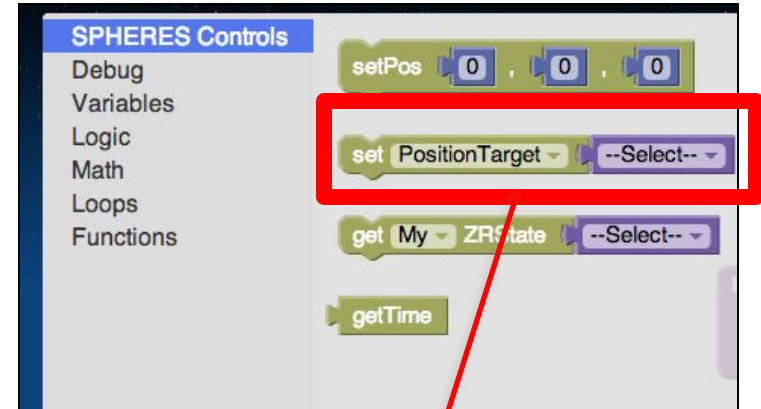 SPHERES Controls
Debug
Variables
Logic
Math
Loops
Functions
setPos 0 , 0 , 0
set PositionTarget --Select--
get My ZRState --Select--
getTime